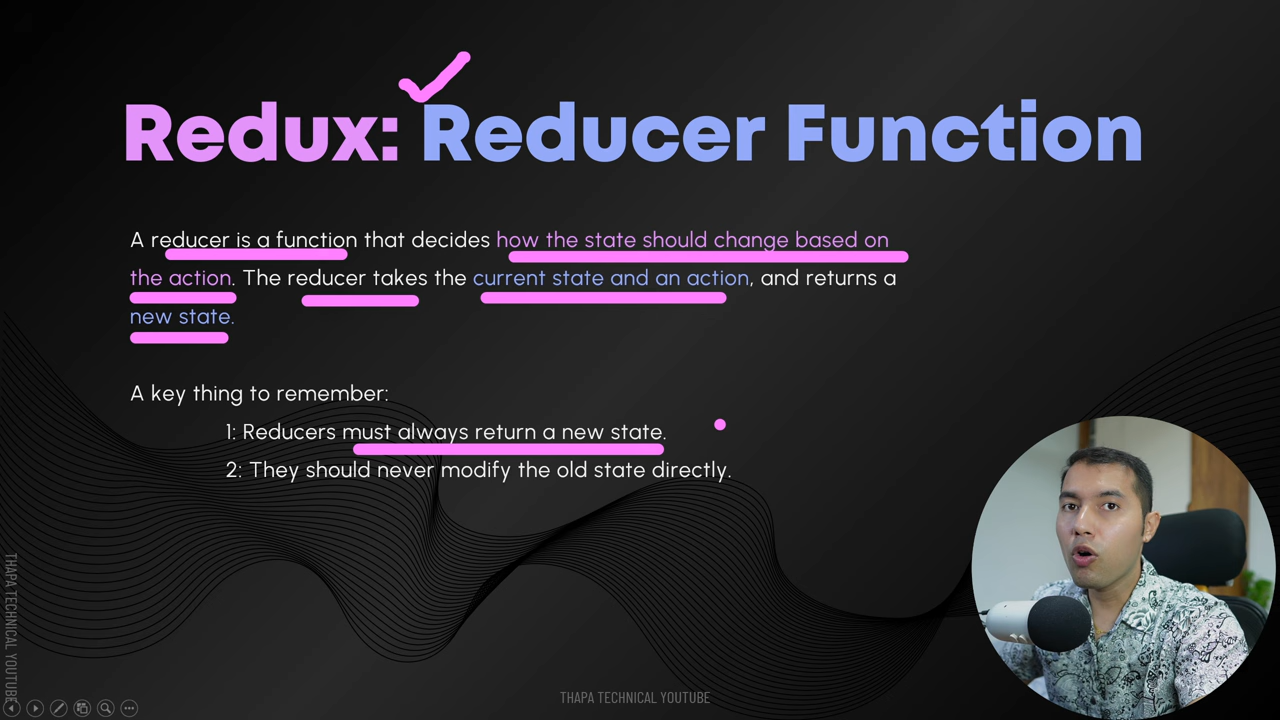 Redux: Reducer Function
A reducer is a function that decides how the state should change based on
the action. The reducer takes the current state and an action, and returns a
new state.
A key thing to remember:
1: Reducers must always return a new state.
2: They should never modify the old state directly.
THAPA TECHNICAL YOUTUBE
THAPA TECHNICAL YOUTUBE